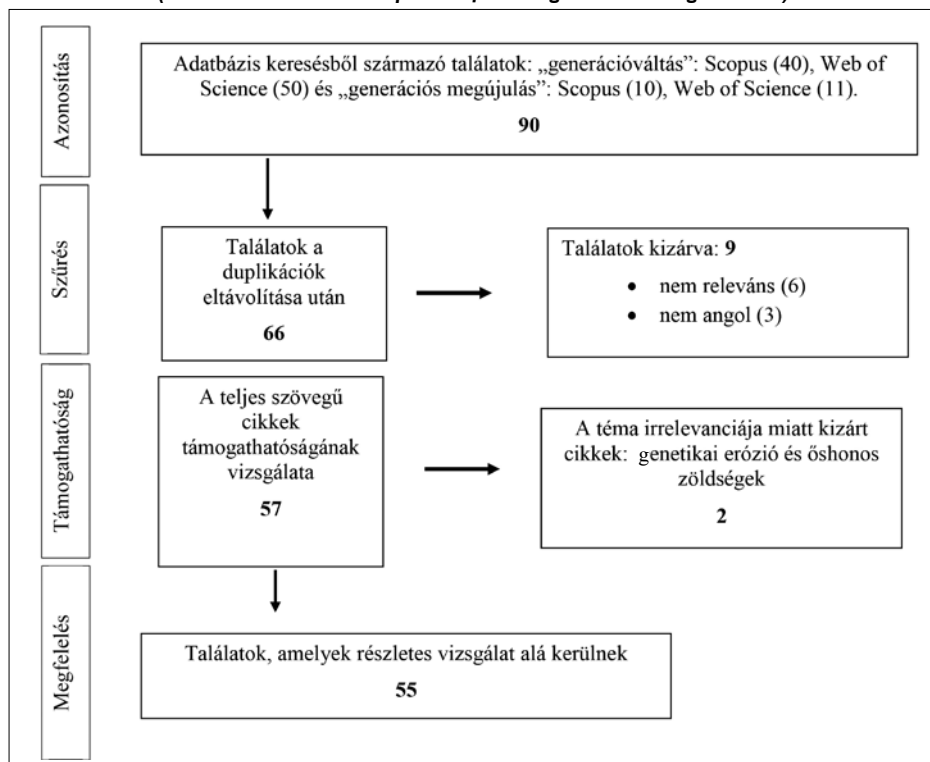 Azonosítás
Adatbázis keresésből származó találatok: „generációváltás”: Scopus (40), Web of
Science (50) és „generációs megújulás”: Scopus (10), Web of Science (11).
90
Szűrés
Találatok a
duplikációk
eltávolítása után
66
Találatok kizárva: 9
• nem releváns (6)
• nem angol (3)
Támogathatóság
A teljes szövegű
cikkek
támogathatóságának
vizsgálata
57
A téma irrelevanciája miatt kizárt
cikkek: genetikai erózió és őshonos
zöldségek
2
Megfelelés
Találatok, amelyek részletes vizsgálat alá kerülnek
55